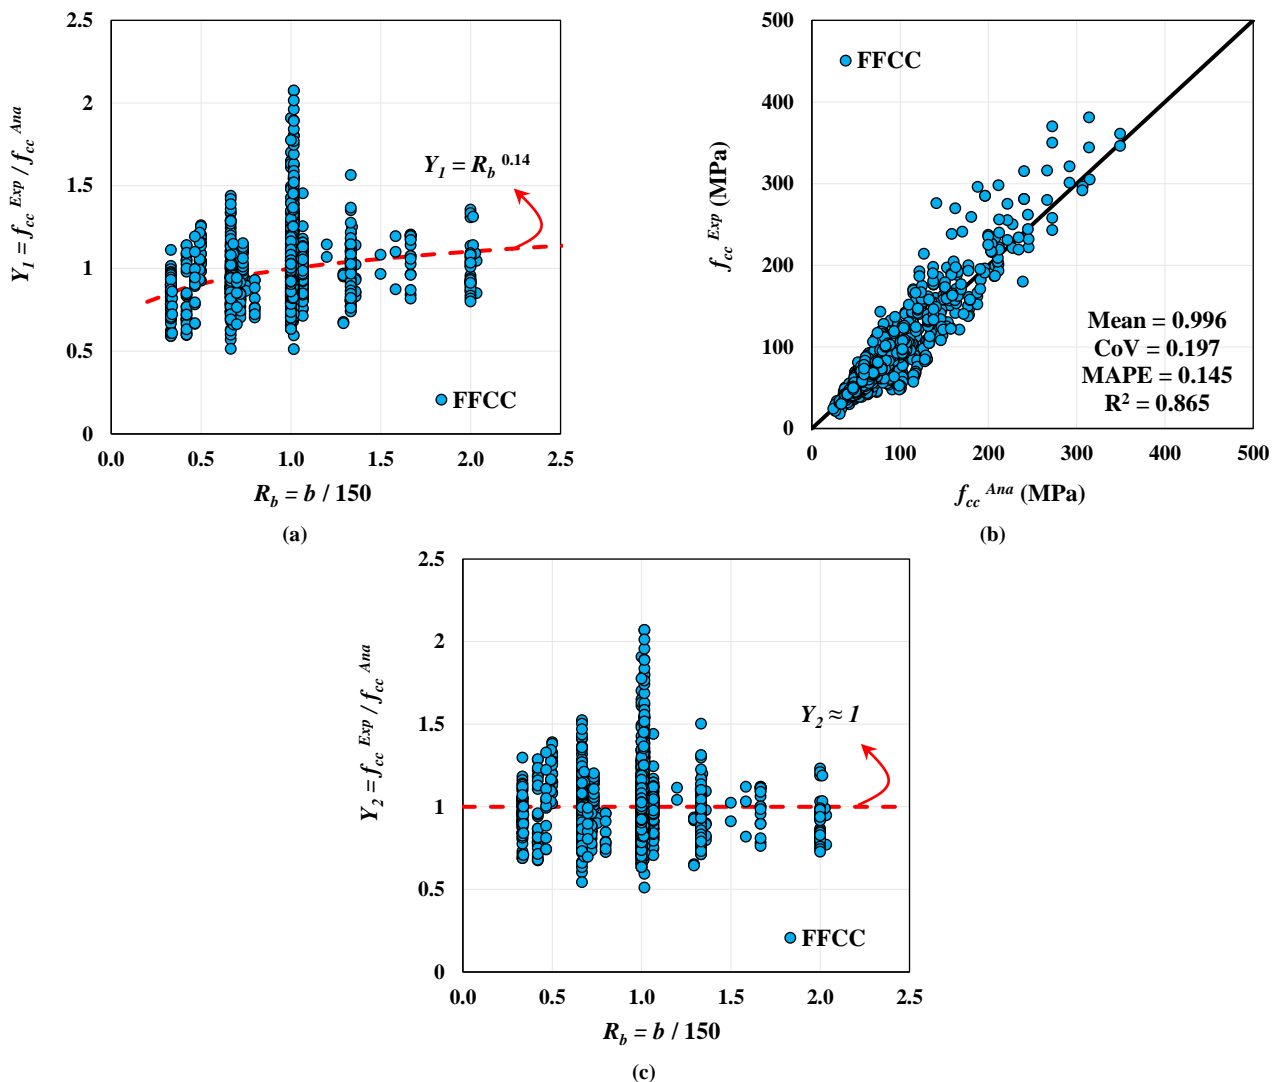 2.5
2
1.5
1
0.5
0
0.0 0.5 1.0 1.5 2.0 2.5
Y1 = fcc Exp / fcc Ana
Y1 = Rb 0.14
FFCC
Rb = b / 150
(a)
500
400
300
200
100
0
0 100 200 300 400 500
fcc Exp (MPa)
FFCC
Mean = 0.996
CoV = 0.197
MAPE = 0.145
R2 = 0.865
fcc Ana (MPa)
(b)
2.5
2
1.5
1
0.5
0
0.0 0.5 1.0 1.5 2.0 2.5
Y2 = fcc Exp / fcc Ana
Y2 ≈ 1
FFCC
Rb = b / 150
(c)